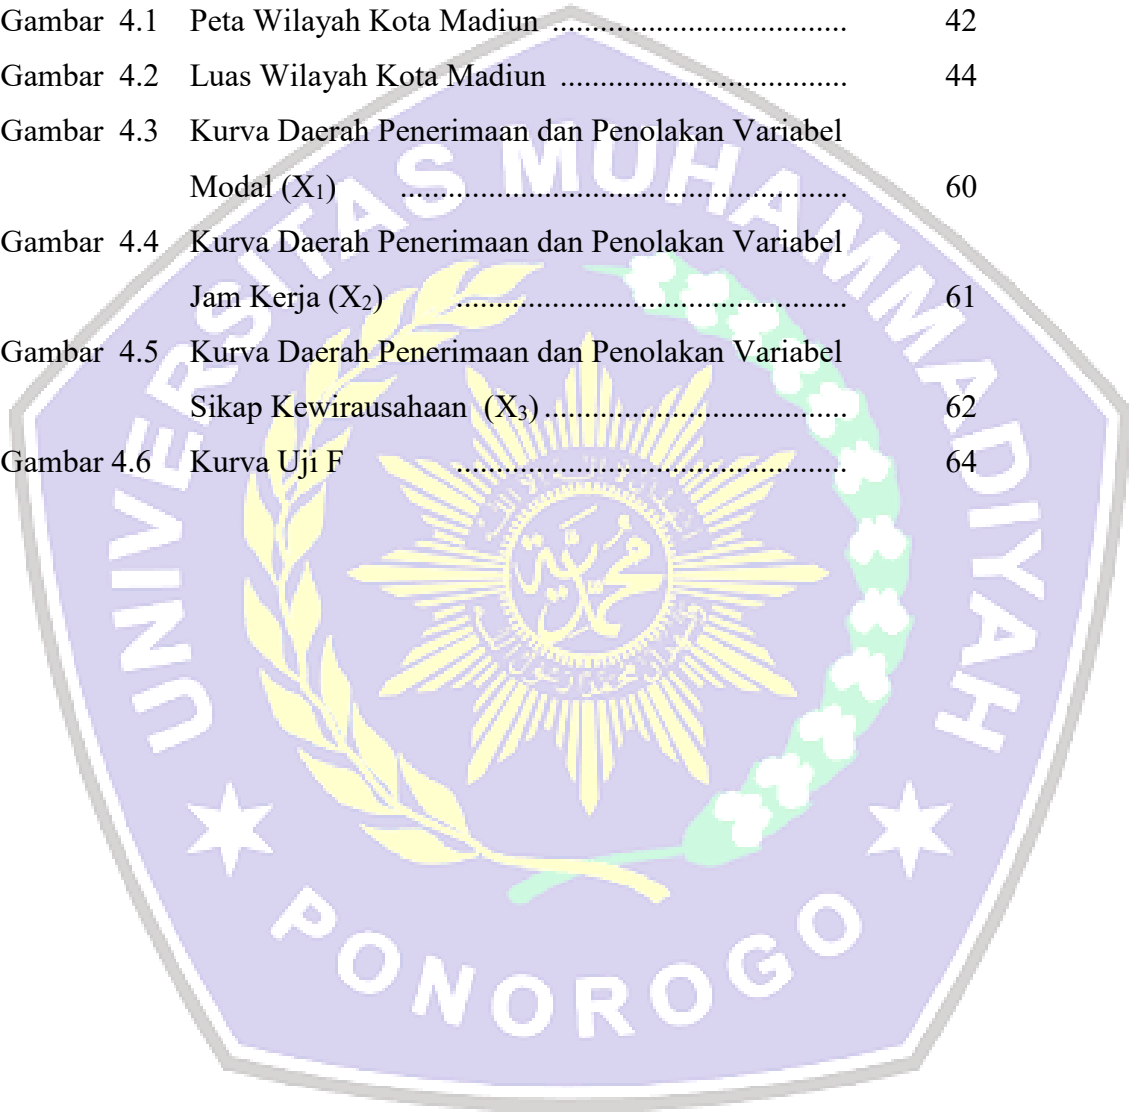 Gambar 4.1 Peta Wilayah Kota Madiun ..................................... 42
Gambar 4.2 Luas Wilayah Kota Madiun .................................... 44
Gambar 4.3 Kurva Daerah Penerimaan dan Penolakan Variabel
Modal (X₁) ........................................................ 60
Gambar 4.4 Kurva Daerah Penerimaan dan Penolakan Variabel
Jam Kerja (X₂) ................................................. 61
Gambar 4.5 Kurva Daerah Penerimaan dan Penolakan Variabel
Sikap Kewirausahaan (X₃) ...................................... 62
Gambar 4.6 Kurva Uji F ................................................. 64
UNIVERSITAS MUHAMMADIYAH
PONOROGO
محمدية